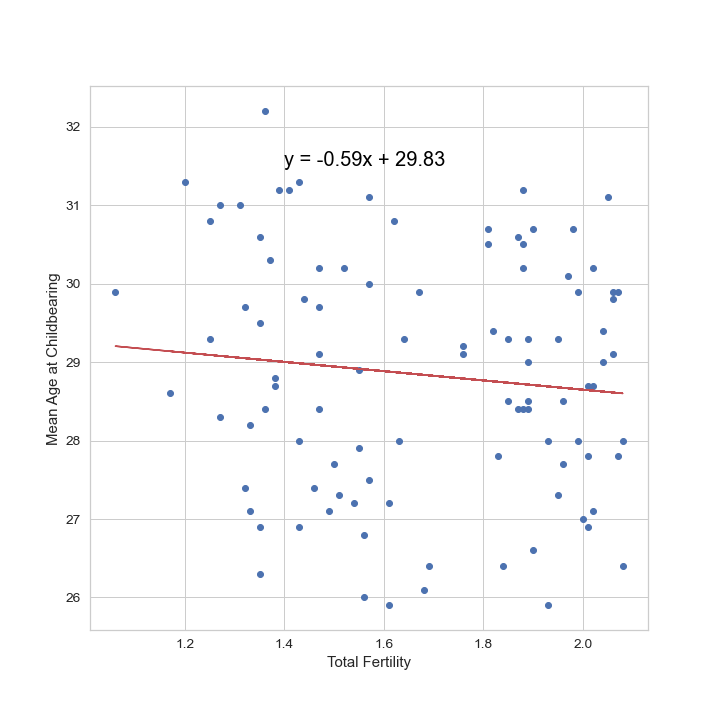 32
31
30
29
28
27
26
Mean Age at Childbearing
y = -0.59x + 29.83
1.2 1.4 1.6 1.8 2.0
Total Fertility